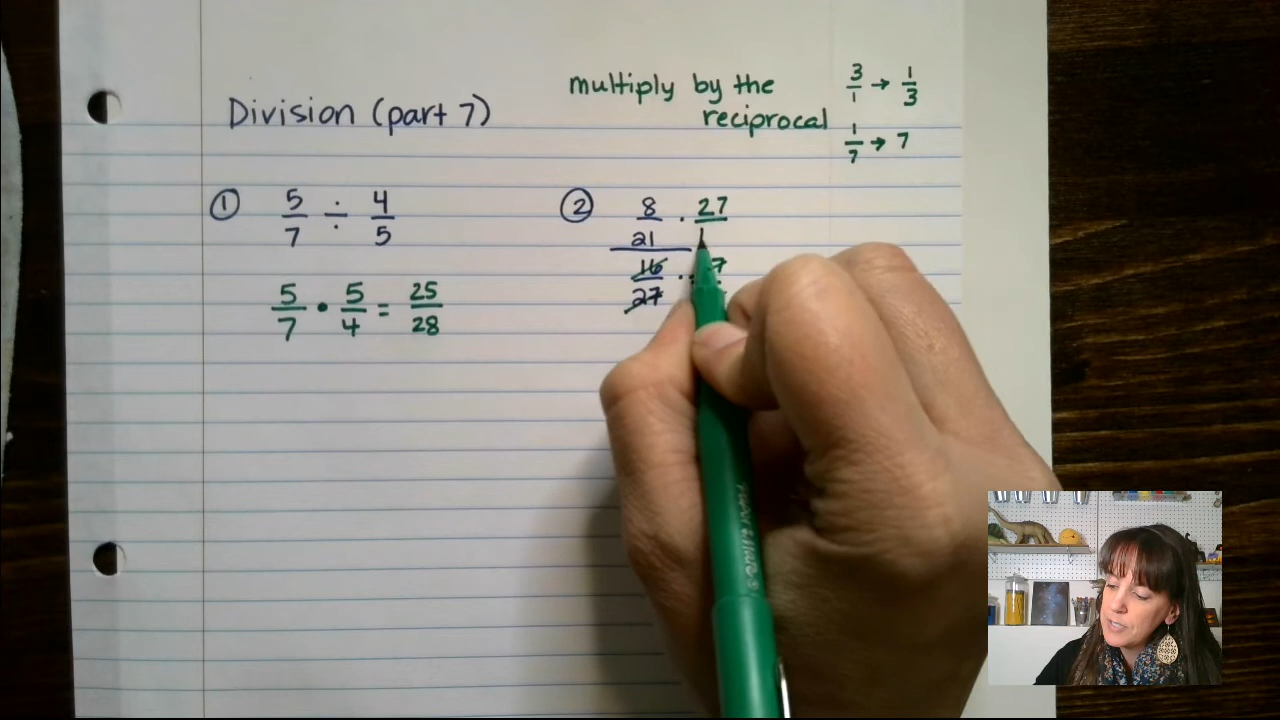 Division (part 7)
multiply by the
reciprocal
3/1 → 1/3
1/7 → 7
① 5/7 ÷ 4/5
5/7 • 5/4 = 25/28
② 8/21 · 27/1
16/27 ·